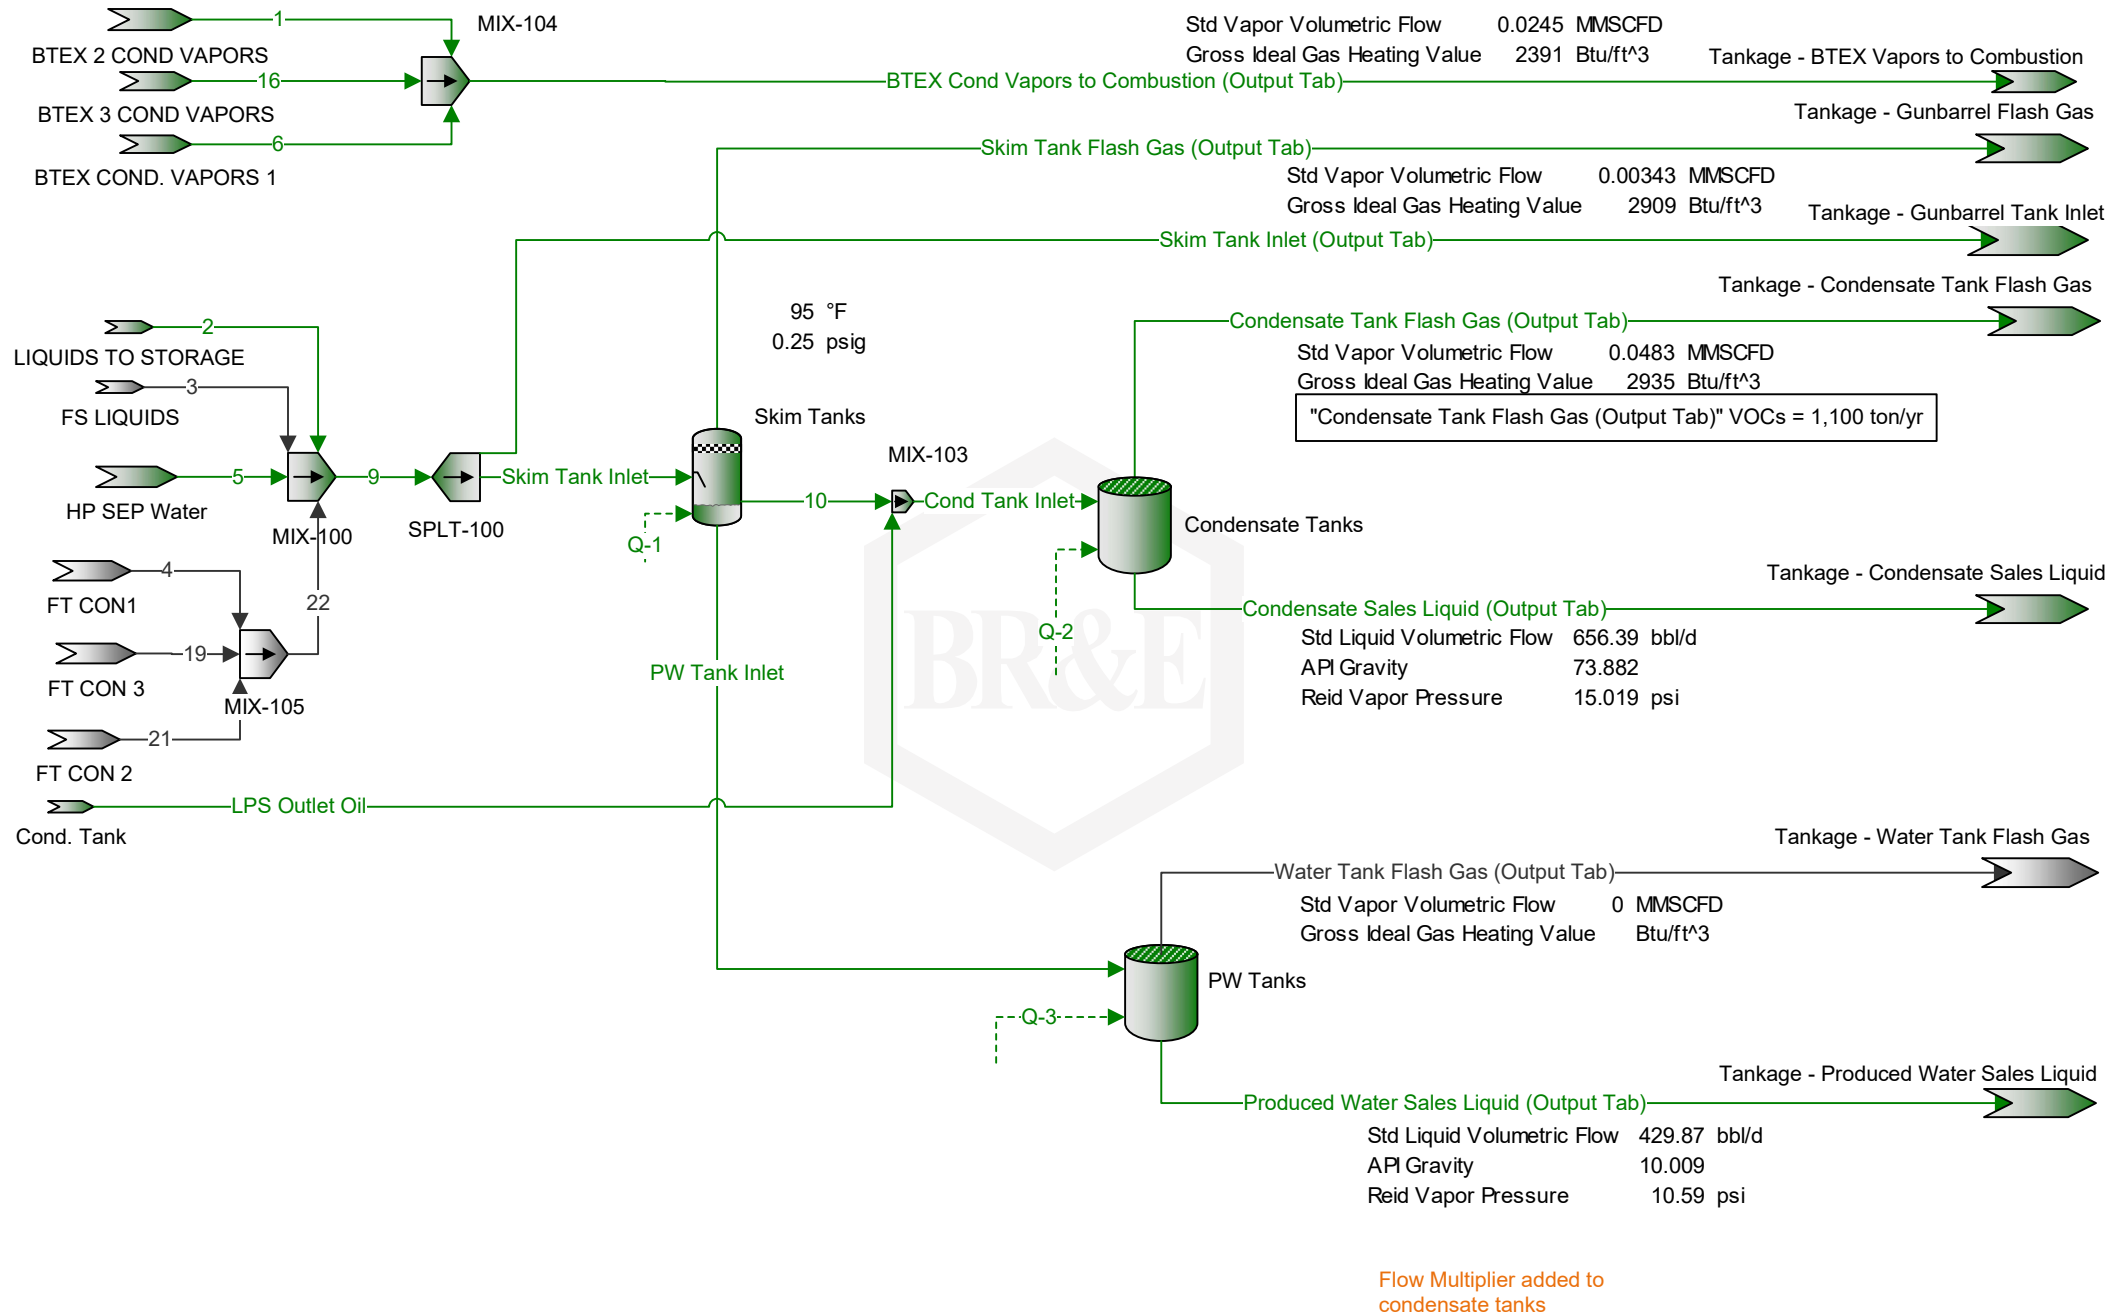 1
MIX-104
BTEX 2 COND VAPORS
16
BTEX 3 COND VAPORS
6
BTEX COND. VAPORS 1
Std Vapor Volumetric Flow 0.0245 MMSCFD
Gross Ideal Gas Heating Value 2391 Btu/ft^3
Tankage - BTEX Vapors to Combustion
BTEX Cond Vapors to Combustion (Output Tab)
Tankage - Gunbarrel Flash Gas
Skim Tank Flash Gas (Output Tab)
Std Vapor Volumetric Flow 0.00343 MMSCFD
Gross Ideal Gas Heating Value 2909 Btu/ft^3
Tankage - Gunbarrel Tank Inlet
Skim Tank Inlet (Output Tab)
Tankage - Condensate Tank Flash Gas
95 °F
0.25 psig
Condensate Tank Flash Gas (Output Tab)
Std Vapor Volumetric Flow 0.0483 MMSCFD
Gross Ideal Gas Heating Value 2935 Btu/ft^3
"Condensate Tank Flash Gas (Output Tab)" VOCs = 1,100 ton/yr
2
LIQUIDS TO STORAGE
3
FS LIQUIDS
5
HP SEP Water
MIX-100
9
SPLT-100
Skim Tank Inlet
Skim Tanks
Q-1
10
MIX-103
Cond Tank Inlet
Condensate Tanks
Q-2
4
FT CON1
22
19
FT CON 3
MIX-105
21
FT CON 2
PW Tank Inlet
BR&E
Tankage - Condensate Sales Liquid
Condensate Sales Liquid (Output Tab)
Std Liquid Volumetric Flow 656.39 bbl/d
API Gravity 73.882
Reid Vapor Pressure 15.019 psi
LPS Outlet Oil
Cond. Tank
Tankage - Water Tank Flash Gas
Water Tank Flash Gas (Output Tab)
Std Vapor Volumetric Flow 0 MMSCFD
Gross Ideal Gas Heating Value Btu/ft^3
PW Tanks
Q-3
Tankage - Produced Water Sales Liquid
Produced Water Sales Liquid (Output Tab)
Std Liquid Volumetric Flow 429.87 bbl/d
API Gravity 10.009
Reid Vapor Pressure 10.59 psi
Flow Multiplier added to
condensate tanks